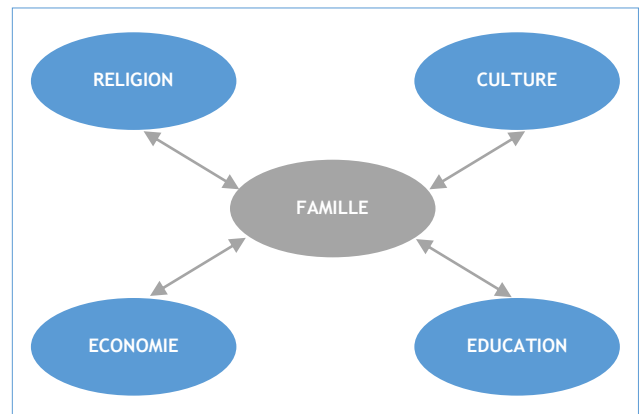 RELIGION
CULTURE
FAMILLE
ECONOMIE
EDUCATION